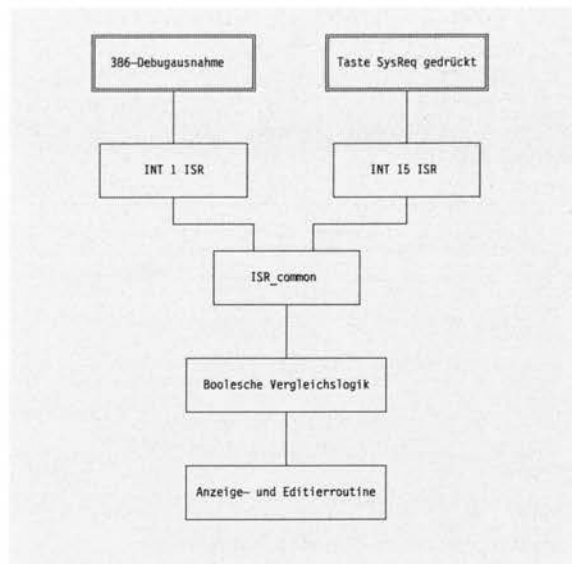 386-Debugausnahme
Taste SysReq gedrückt
INT 1 ISR
INT 15 ISR
ISR_common
Boolesche Vergleichslogik
Anzeige- und Editierroutine